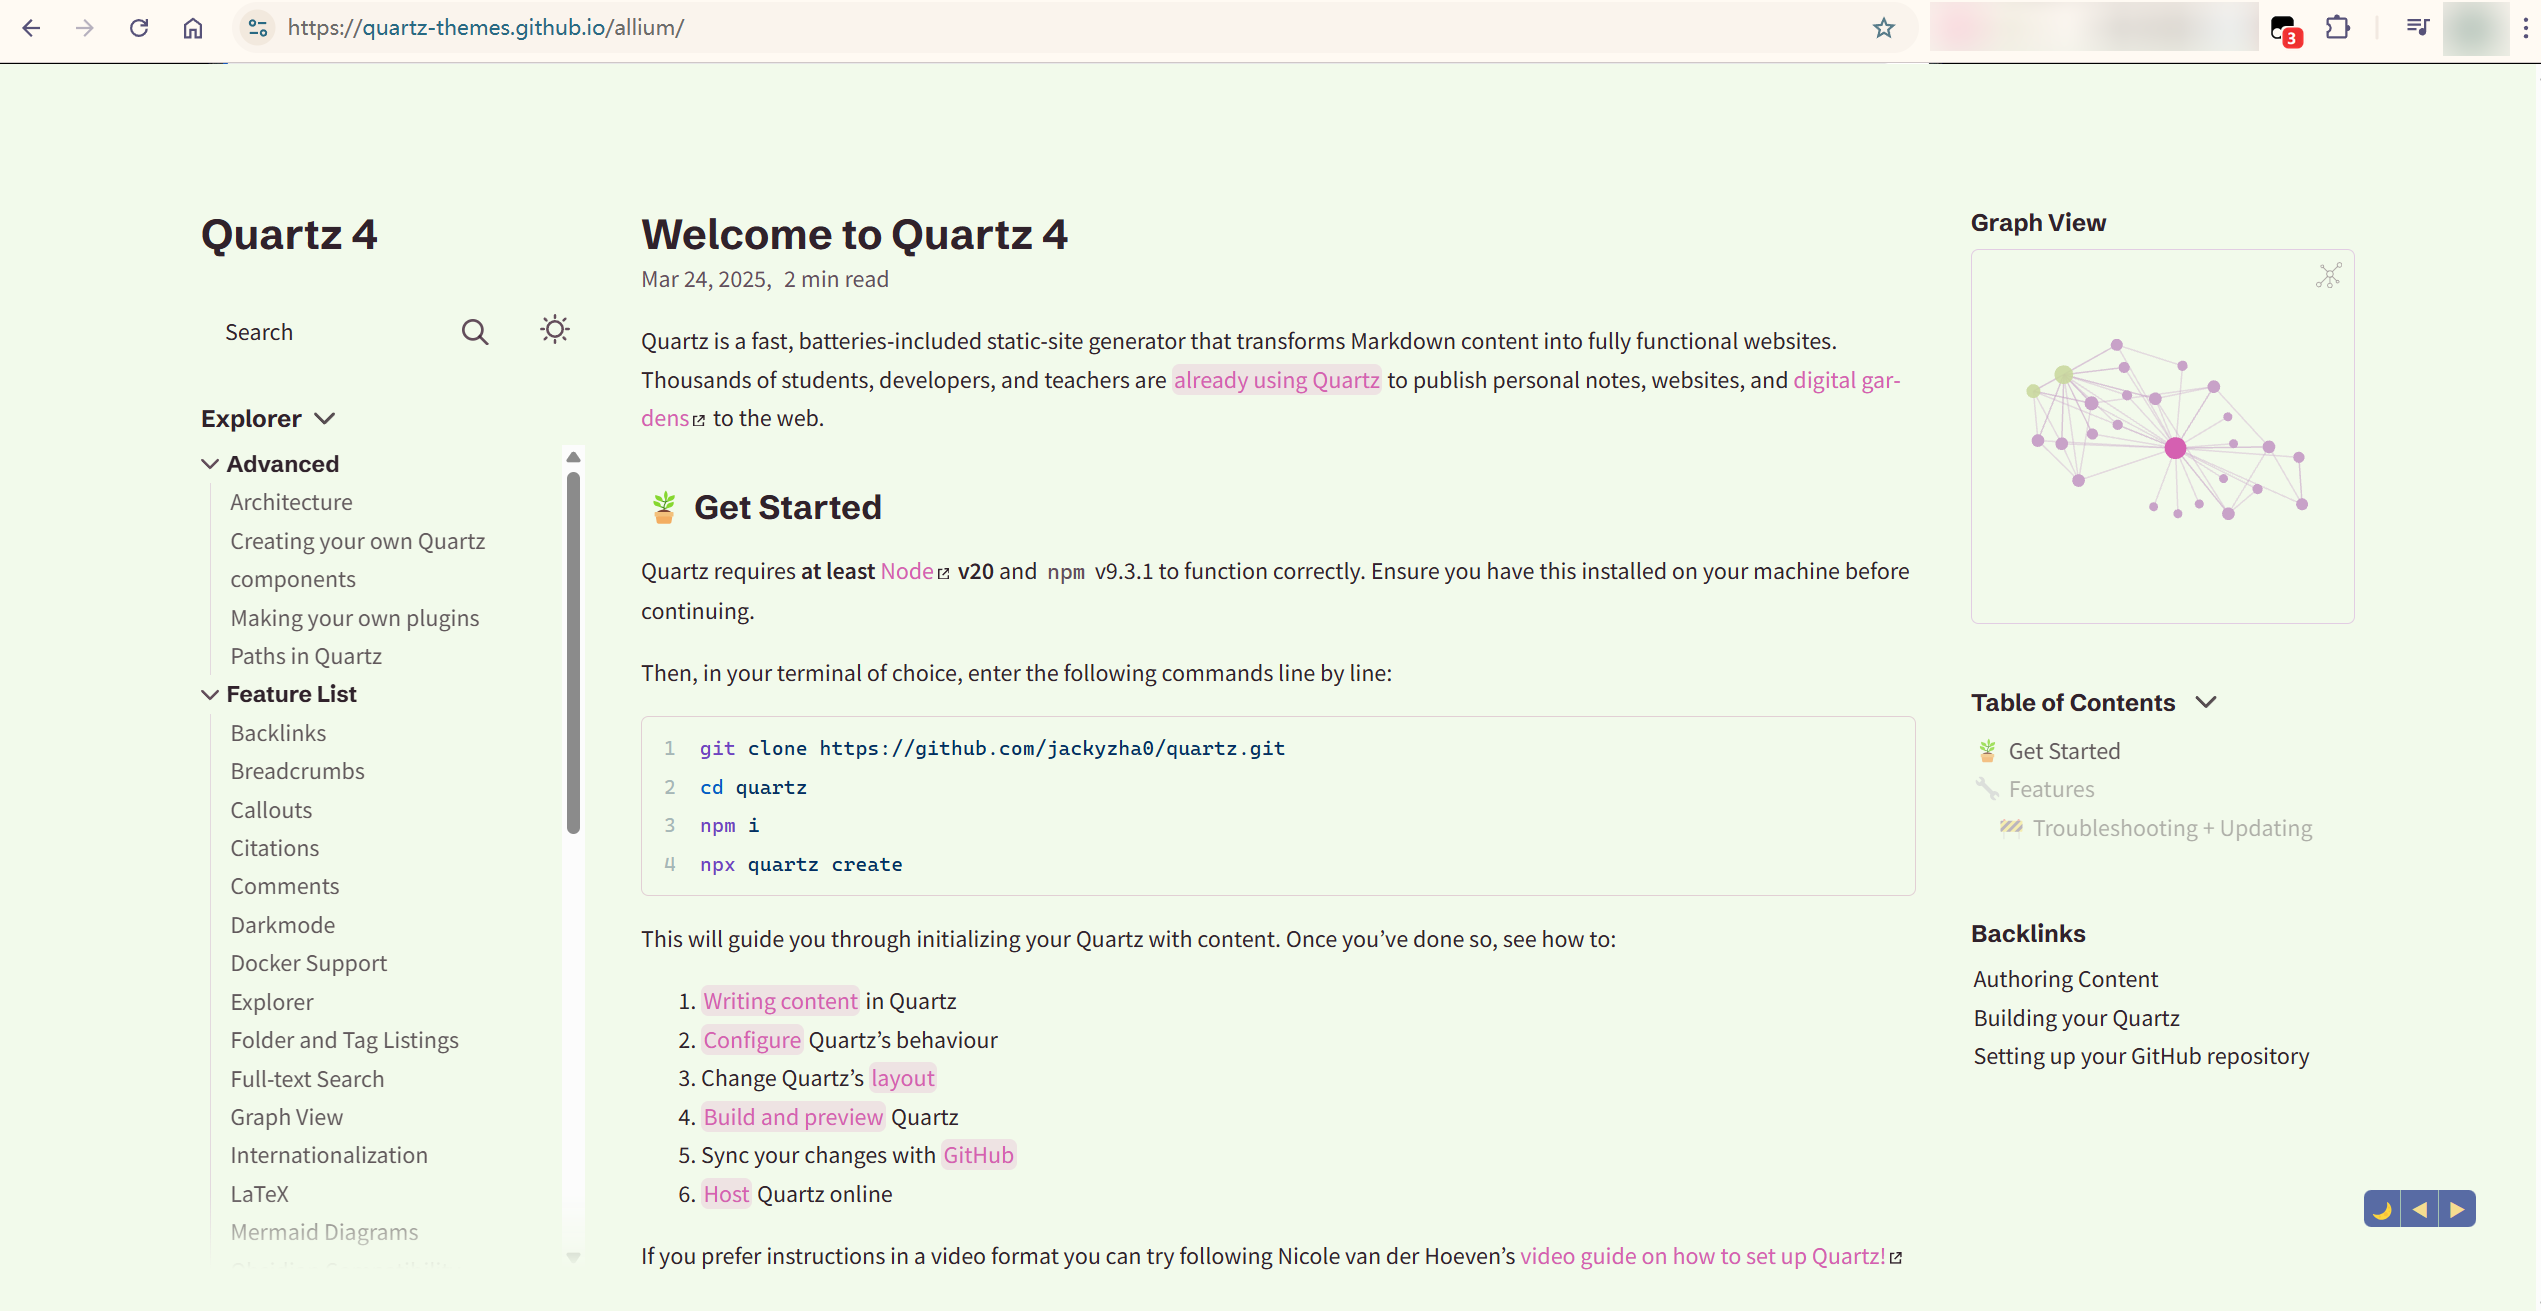 https://quartz-themes.github.io/allium/
3
Quartz 4
Search
Explorer
Advanced
Architecture
Creating your own Quartz
components
Making your own plugins
Paths in Quartz
Feature List
Backlinks
Breadcrumbs
Callouts
Citations
Comments
Darkmode
Docker Support
Explorer
Folder and Tag Listings
Full-text Search
Graph View
Internationalization
LaTeX
Mermaid Diagrams
Welcome to Quartz 4
Mar 24, 2025, 2 min read
Quartz is a fast, batteries-included static-site generator that transforms Markdown content into fully functional websites.
Thousands of students, developers, and teachers are already using Quartz to publish personal notes, websites, and digital gar-
dens to the web.
🪴 Get Started
Quartz requires at least Node v20 and npm v9.3.1 to function correctly. Ensure you have this installed on your machine before
continuing.
Then, in your terminal of choice, enter the following commands line by line:
1 git clone https://github.com/jackyzha0/quartz.git
2 cd quartz
3 npm i
4 npx quartz create
This will guide you through initializing your Quartz with content. Once you’ve done so, see how to:
1. Writing content in Quartz
2. Configure Quartz’s behaviour
3. Change Quartz’s layout
4. Build and preview Quartz
5. Sync your changes with GitHub
6. Host Quartz online
If you prefer instructions in a video format you can try following Nicole van der Hoeven’s video guide on how to set up Quartz!
Graph View
Table of Contents
🪴 Get Started
🔧 Features
🚧 Troubleshooting + Updating
Backlinks
Authoring Content
Building your Quartz
Setting up your GitHub repository